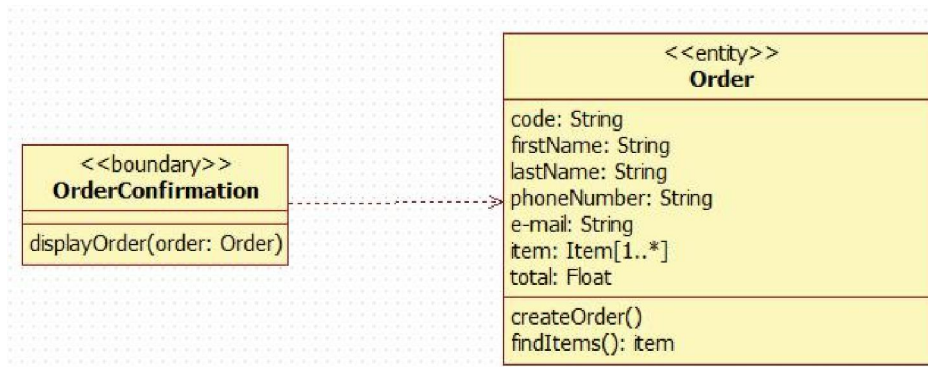 <<boundary>>
OrderConfirmation
displayOrder(order: Order)
<<entity>>
Order
code: String
firstName: String
lastName: String
phoneNumber: String
e-mail: String
item: Item[1..*]
total: Float
createOrder()
findItems(): item